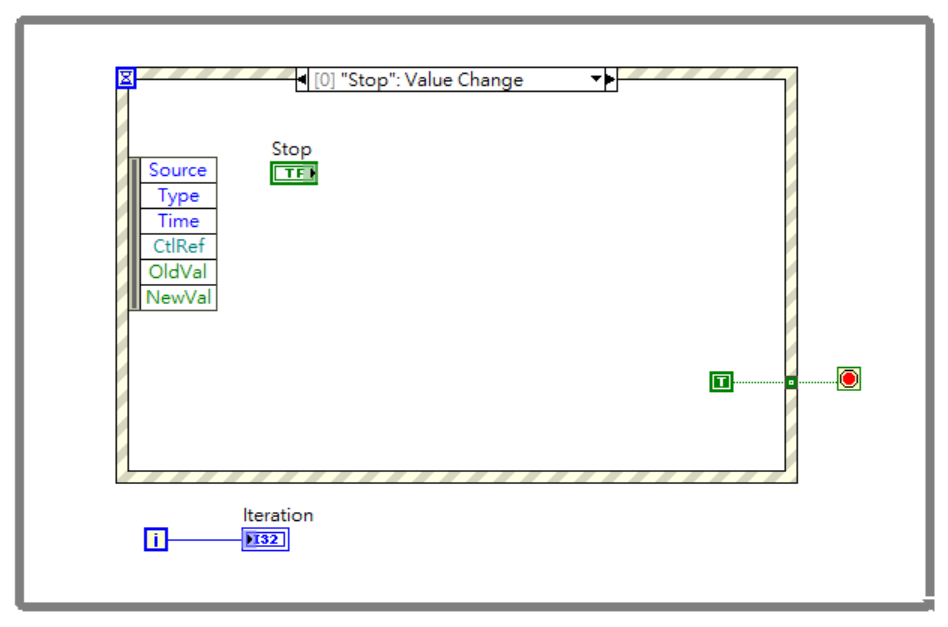 [0] "Stop": Value Change
Stop
TF
Source
Type
Time
CtlRef
OldVal
NewVal
T
Iteration
i
I32